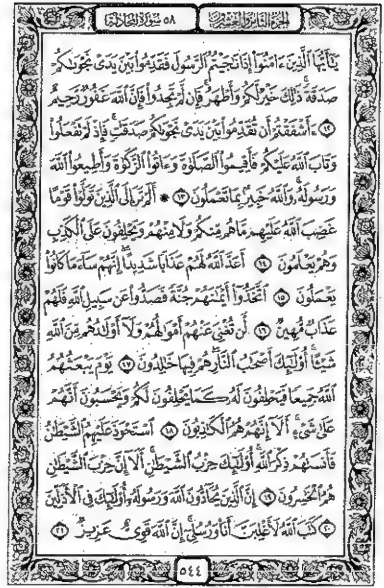 الجزء الثامن والعشرون ٥٨ سورة المجادلة
يَـٰٓأَيُّهَا ٱلَّذِينَ ءَامَنُوٓا۟ إِذَا نَـٰجَيْتُمُ ٱلرَّسُولَ فَقَدِّمُوا۟ بَيْنَ يَدَىْ نَجْوَىٰكُمْ
صَدَقَةً ۚ ذَٰلِكَ خَيْرٌ لَّكُمْ وَأَطْهَرُ ۚ فَإِن لَّمْ تَجِدُوا۟ فَإِنَّ ٱللَّهَ غَفُورٌ رَّحِيمٌ
١٢ ءَأَشْفَقْتُمْ أَن تُقَدِّمُوا۟ بَيْنَ يَدَىْ نَجْوَىٰكُمْ صَدَقَـٰتٍ ۚ فَإِذْ لَمْ تَفْعَلُوا۟
وَتَابَ ٱللَّهُ عَلَيْكُمْ فَأَقِيمُوا۟ ٱلصَّلَوٰةَ وَءَاتُوا۟ ٱلزَّكَوٰةَ وَأَطِيعُوا۟ ٱللَّهَ
وَرَسُولَهُۥ ۚ وَٱللَّهُ خَبِيرٌۢ بِمَا تَعْمَلُونَ ١٣ * أَلَمْ تَرَ إِلَى ٱلَّذِينَ تَوَلَّوْا۟ قَوْمًا
غَضِبَ ٱللَّهُ عَلَيْهِم مَّا هُم مِّنكُمْ وَلَا مِنْهُمْ وَيَحْلِفُونَ عَلَى ٱلْكَذِبِ
وَهُمْ يَعْلَمُونَ ١٤ أَعَدَّ ٱللَّهُ لَهُمْ عَذَابًا شَدِيدًا ۖ إِنَّهُمْ سَآءَ مَا كَانُوا۟
يَعْمَلُونَ ١٥ ٱتَّخَذُوٓا۟ أَيْمَـٰنَهُمْ جُنَّةً فَصَدُّوا۟ عَن سَبِيلِ ٱللَّهِ فَلَهُمْ
عَذَابٌ مُّهِينٌ ١٦ لَّن تُغْنِىَ عَنْهُمْ أَمْوَٰلُهُمْ وَلَآ أَوْلَـٰدُهُم مِّنَ ٱللَّهِ
شَيْـًٔا ۚ أُو۟لَـٰٓئِكَ أَصْحَـٰبُ ٱلنَّارِ ۖ هُمْ فِيهَا خَـٰلِدُونَ ١٧ يَوْمَ يَبْعَثُهُمُ
ٱللَّهُ جَمِيعًا فَيَحْلِفُونَ لَهُۥ كَمَا يَحْلِفُونَ لَكُمْ ۖ وَيَحْسَبُونَ أَنَّهُمْ
عَلَىٰ شَىْءٍ ۚ أَلَآ إِنَّهُمْ هُمُ ٱلْكَـٰذِبُونَ ١٨ ٱسْتَحْوَذَ عَلَيْهِمُ ٱلشَّيْطَـٰنُ
فَأَنسَىٰهُمْ ذِكْرَ ٱللَّهِ ۚ أُو۟لَـٰٓئِكَ حِزْبُ ٱلشَّيْطَـٰنِ ۚ أَلَآ إِنَّ حِزْبَ ٱلشَّيْطَـٰنِ
هُمُ ٱلْخَـٰسِرُونَ ١٩ إِنَّ ٱلَّذِينَ يُحَآدُّونَ ٱللَّهَ وَرَسُولَهُۥٓ أُو۟لَـٰٓئِكَ فِى ٱلْأَذَلِّينَ
٢٠ كَتَبَ ٱللَّهُ لَأَغْلِبَنَّ أَنَا۠ وَرُسُلِىٓ ۚ إِنَّ ٱللَّهَ قَوِىٌّ عَزِيزٌ ٢١
٥٤٤